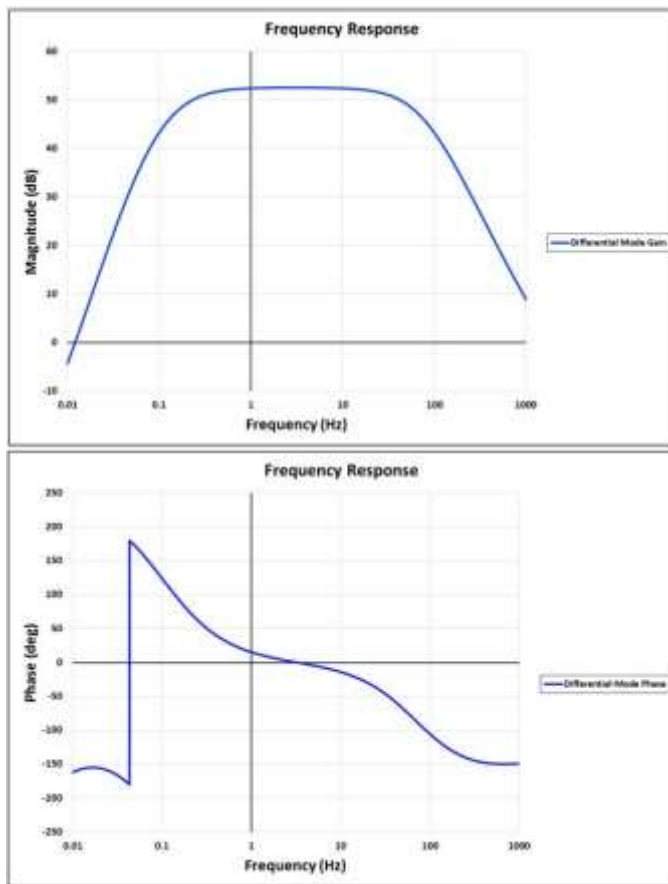 Frequency Response
60
50
40
30
20
10
0
-10
Magnitude (dB)
0.01 0.1 1 10 100 1000
Frequency (Hz)
Differential Mode Gain
Frequency Response
250
200
150
100
50
0
-50
-100
-150
-200
-250
Phase (deg)
0.01 0.1 1 10 100 1000
Frequency (Hz)
Differential-Mode Phase